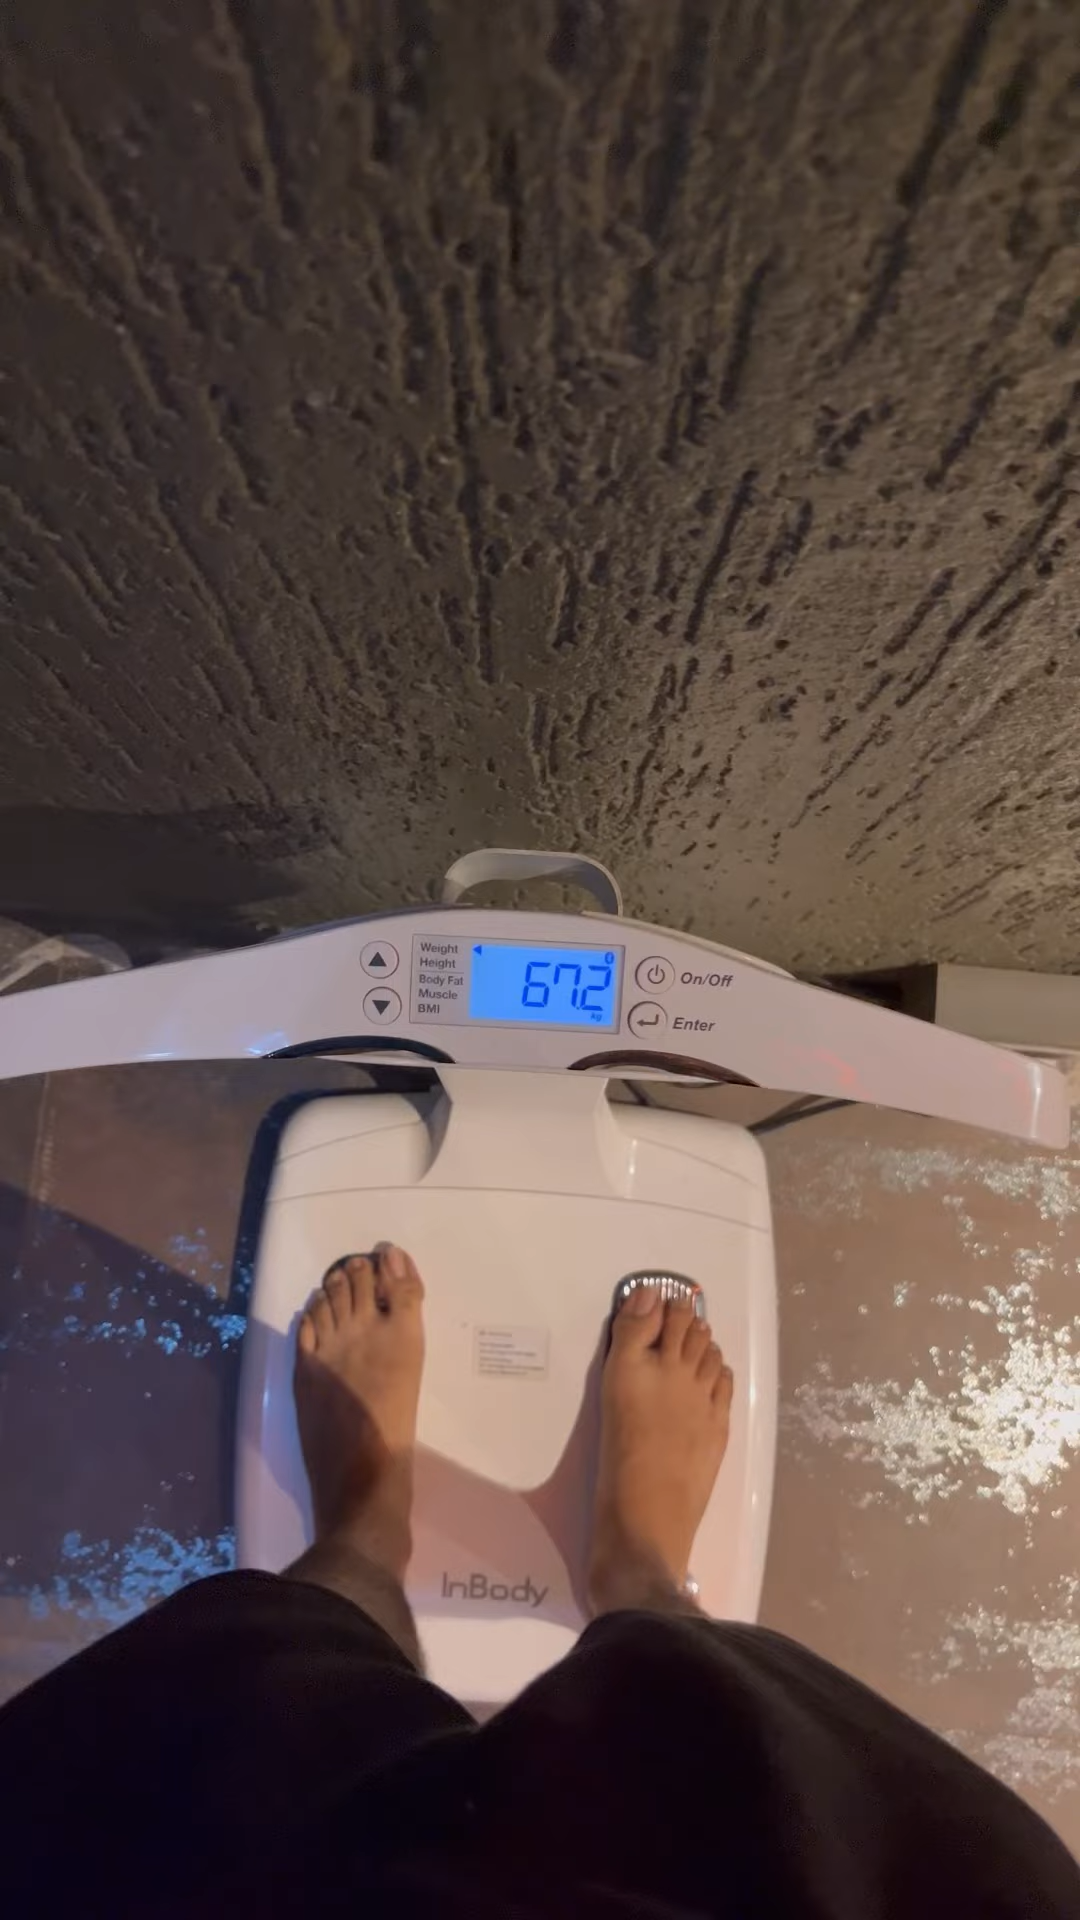 Weight
Height
Body Fat
Muscle
BMI
67.2
kg
On/Off
Enter
InBody